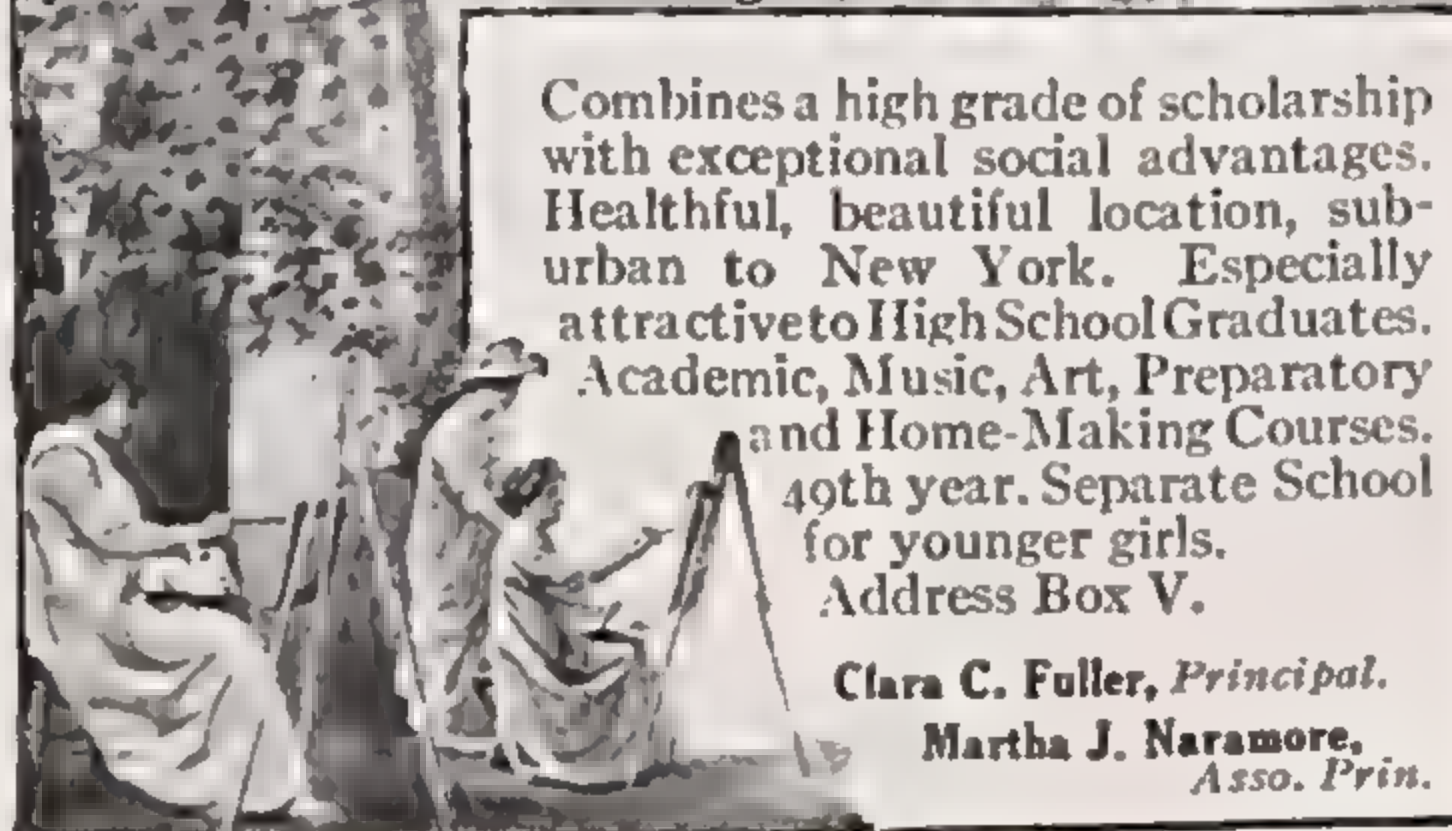 Combines a high grade of scholarship
with exceptional social advantages.
Healthful, beautiful location, sub-
urban to New York. Especially
attractive to High School Graduates.
Academic, Music, Art, Preparatory
and Home-Making Courses.
49th year. Separate School
for younger girls.
Address Box V.
Clara C. Fuller, Principal.
Martha J. Naramore,
Asso. Prin.